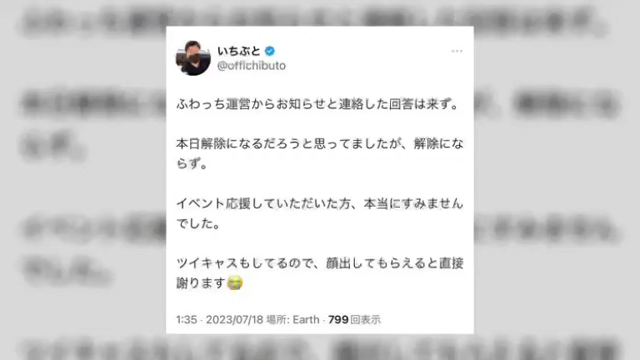 いちぶと
@offichibuto
ふわっち運営からお知らせと連絡した回答は来ず。
本日解除になるだろうと思ってましたが、解除にな
らず。
イベント応援していただいた方、本当にすみません
でした。
ツイキャスもしてるので、顔出してもらえると直接
謝ります😭
1:35 · 2023/07/18 場所: Earth · 799 回表示